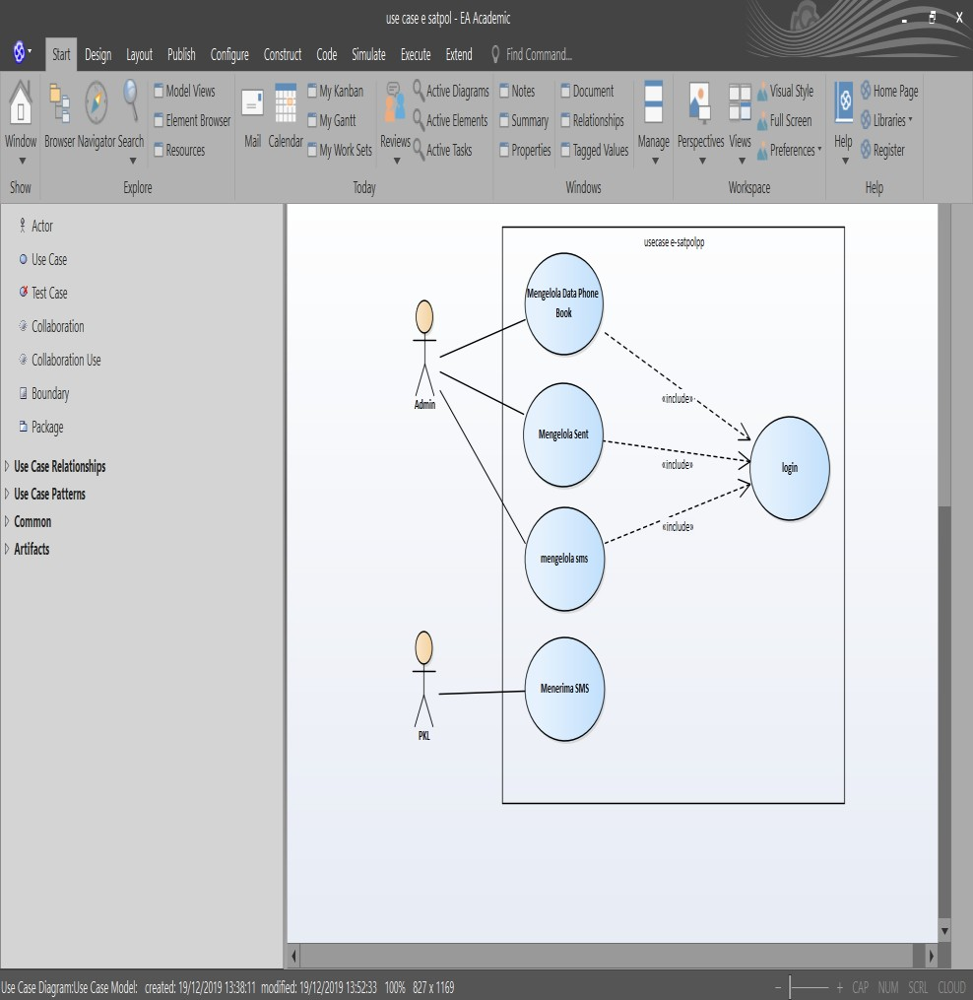 use case e satpol - EA Academic
Start Design Layout Publish Configure Construct Code Simulate Execute Extend Find Command...
Window
Show
Browser Navigator Search
Model Views
Element Browser
Resources
Explore
Mail Calendar
My Kanban
My Gantt
My Work Sets
Reviews
Active Diagrams
Active Elements
Active Tasks
Today
Notes
Summary
Properties
Document
Relationships
Tagged Values
Windows
Manage
Perspectives Views
Visual Style
Full Screen
Preferences
Workspace
Help
Home Page
Libraries
Register
Help
Actor
Use Case
Test Case
Collaboration
Collaboration Use
Boundary
Package
Use Case Relationships
Use Case Patterns
Common
Artifacts
usecase e-satpolpp
Mengelola Data Phone
Book
Admin
«include»
Mengelola Sent
«include»
login
«include»
mengelola sms
Menerima SMS
PKL
Use Case Diagram:Use Case Model: created: 19/12/2019 13:38:11 modified: 19/12/2019 13:52:33 100% 827 x 1169
CAP NUM SCRL CLOUD